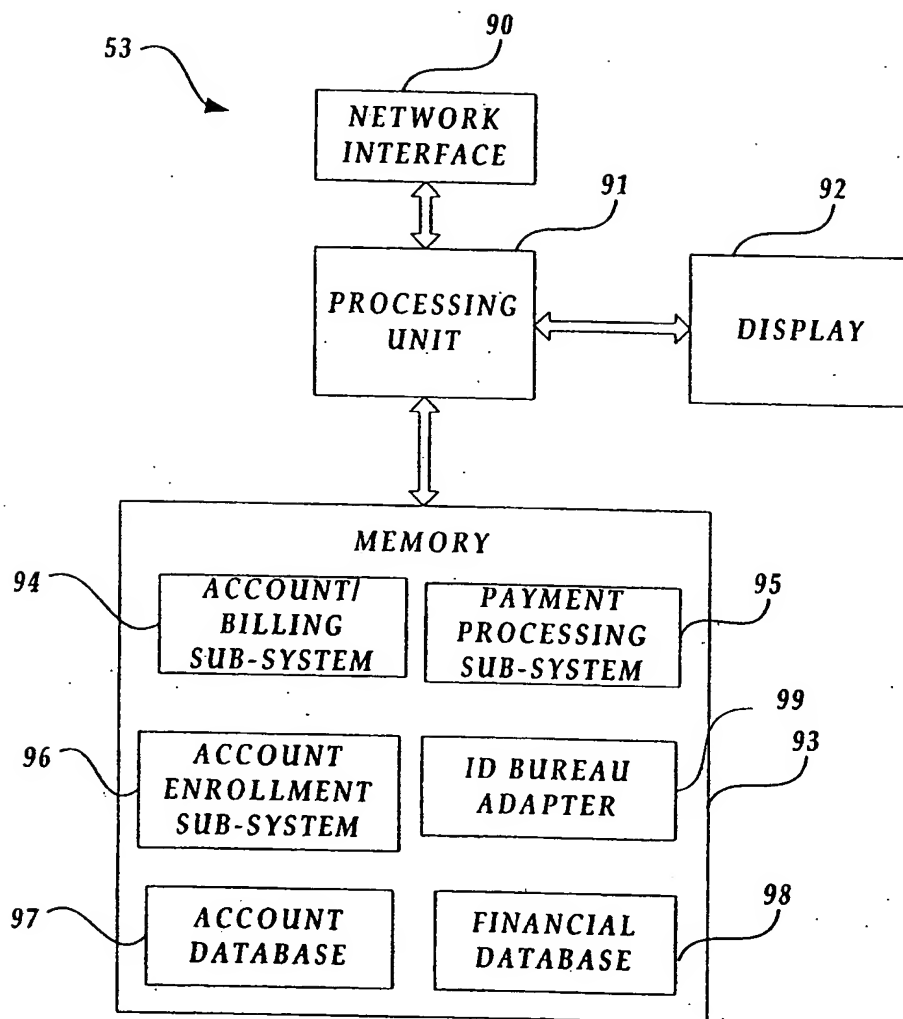 53
90
NETWORK
INTERFACE
91
PROCESSING
UNIT
92
DISPLAY
MEMORY
94
ACCOUNT/
BILLING
SUB-SYSTEM
PAYMENT
PROCESSING
SUB-SYSTEM
95
99
93
96
ACCOUNT
ENROLLMENT
SUB-SYSTEM
ID BUREAU
ADAPTER
97
ACCOUNT
DATABASE
FINANCIAL
DATABASE
98